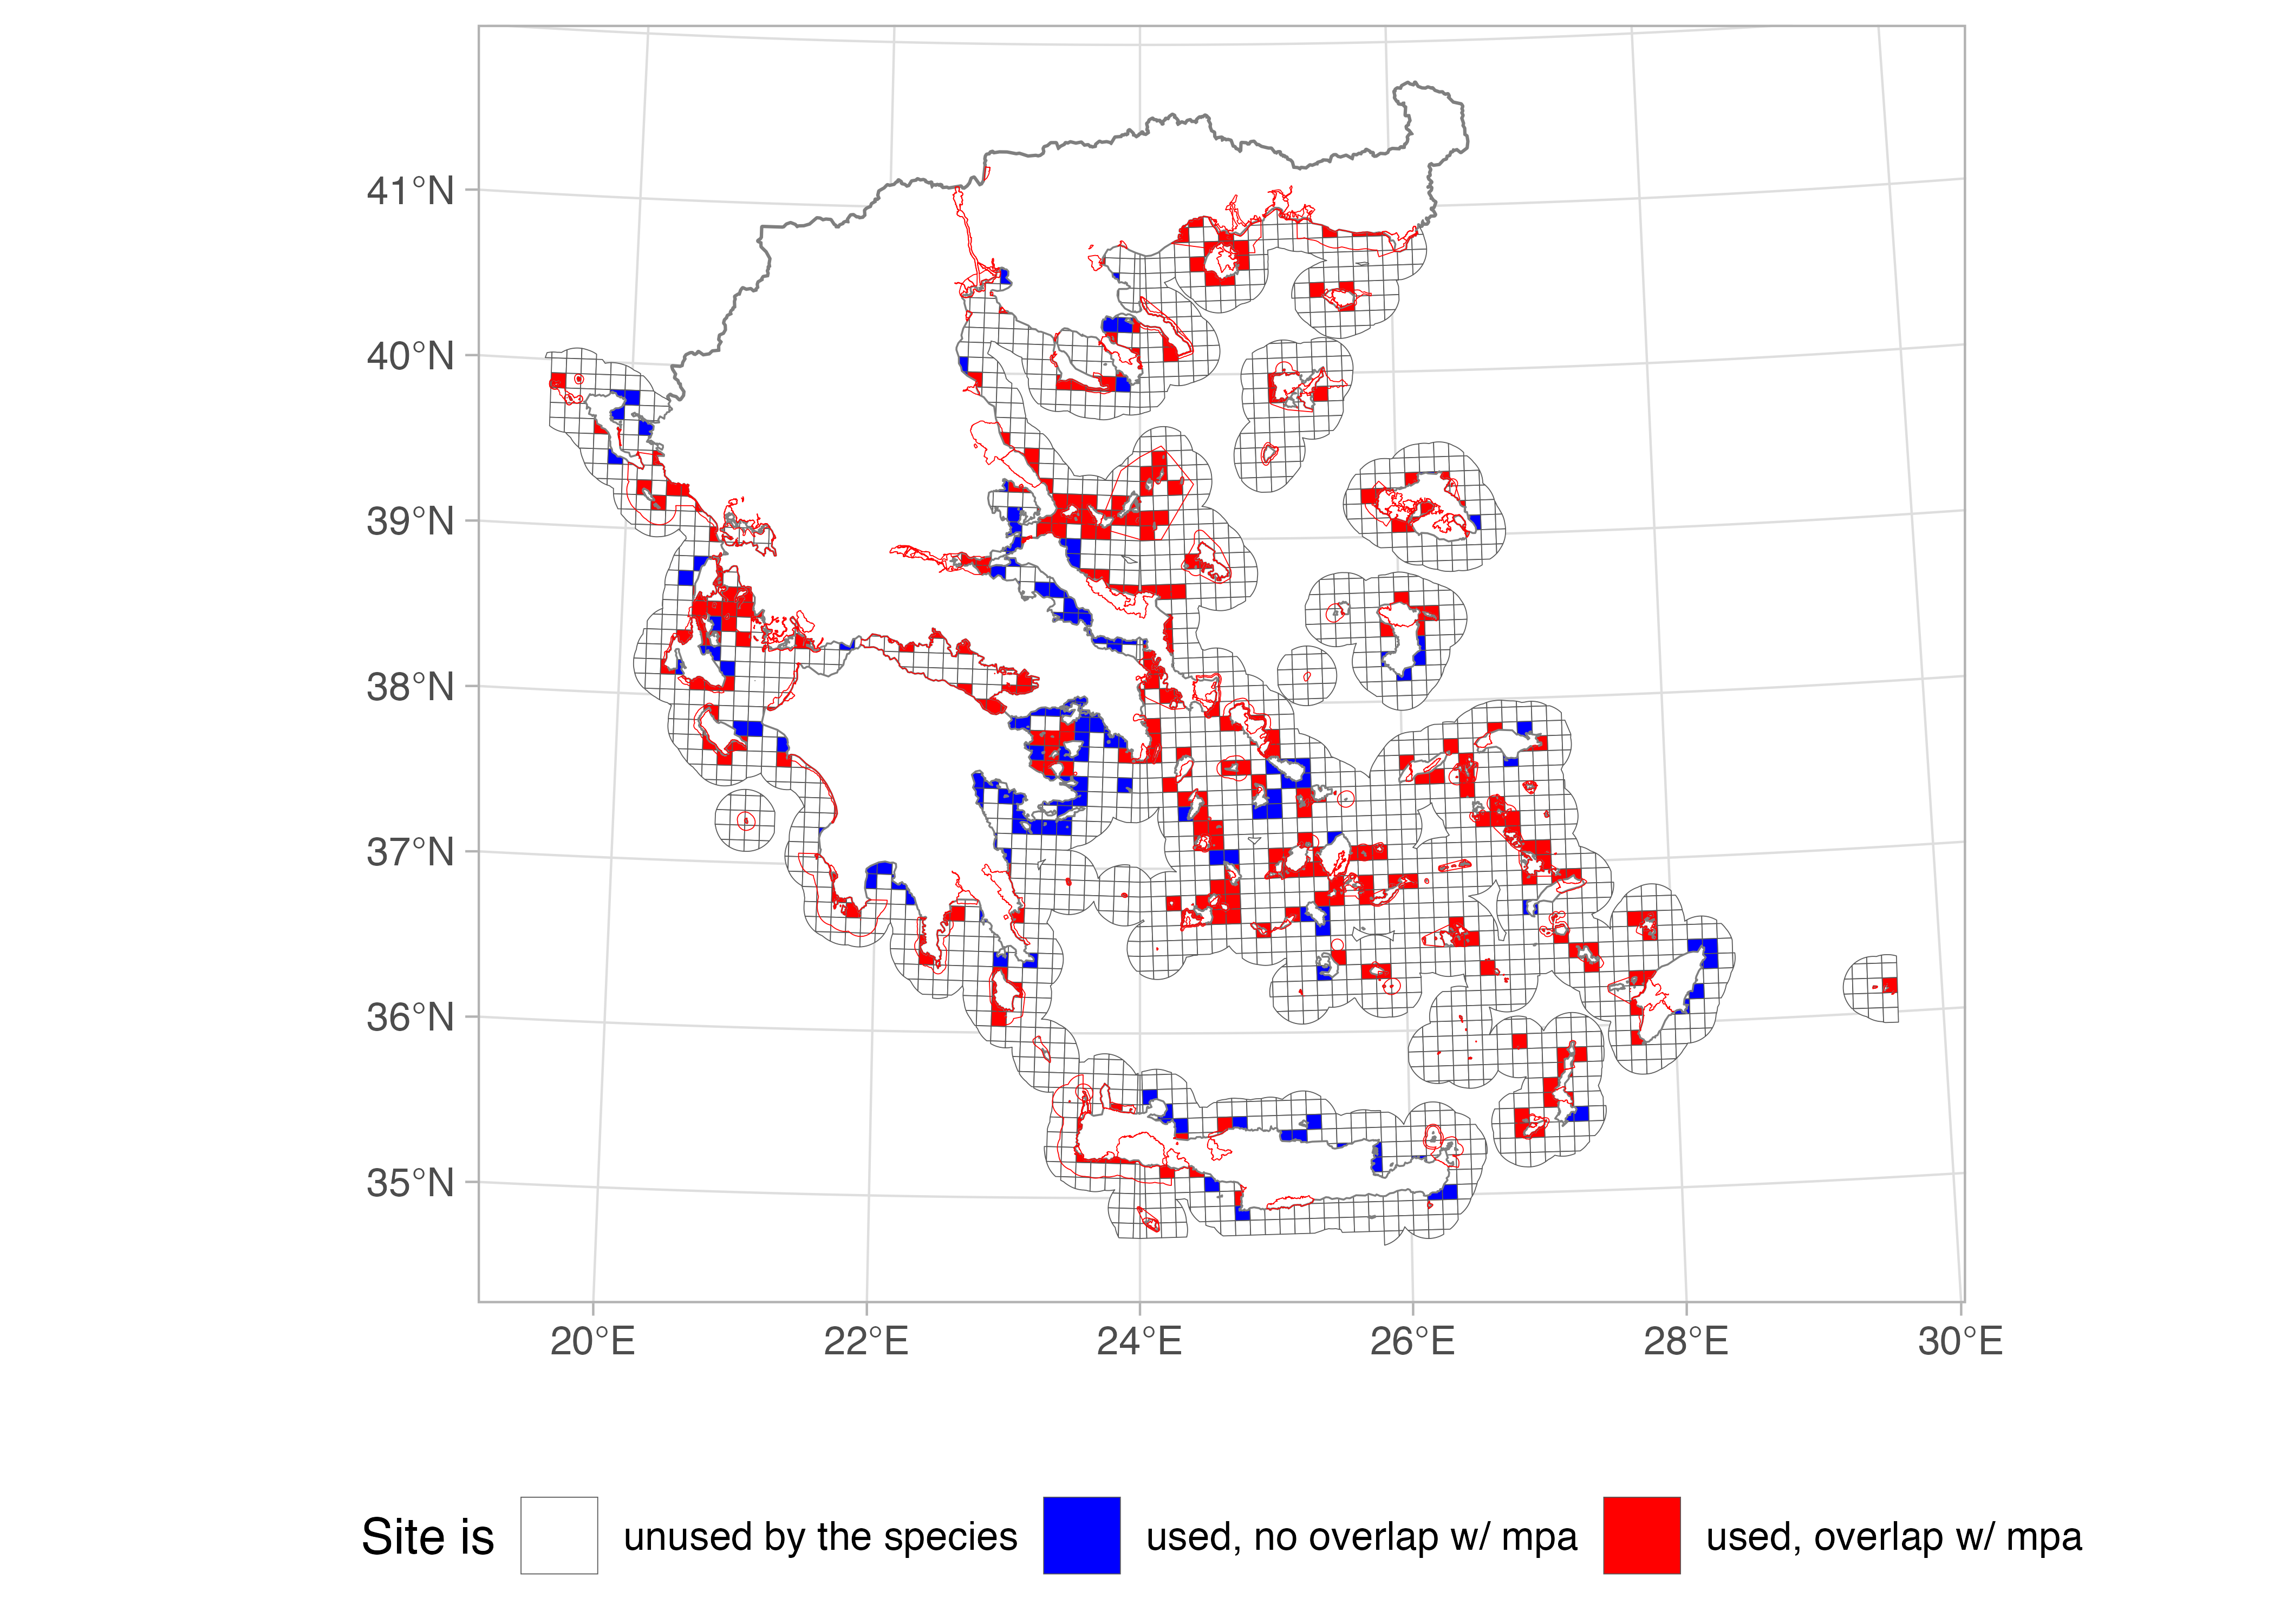 41°N
40°N
39°N
38°N
37°N
36°N
35°N
20°E 22°E 24°E 26°E 28°E 30°E
Site is unused by the species used, no overlap w/ mpa used, overlap w/ mpa